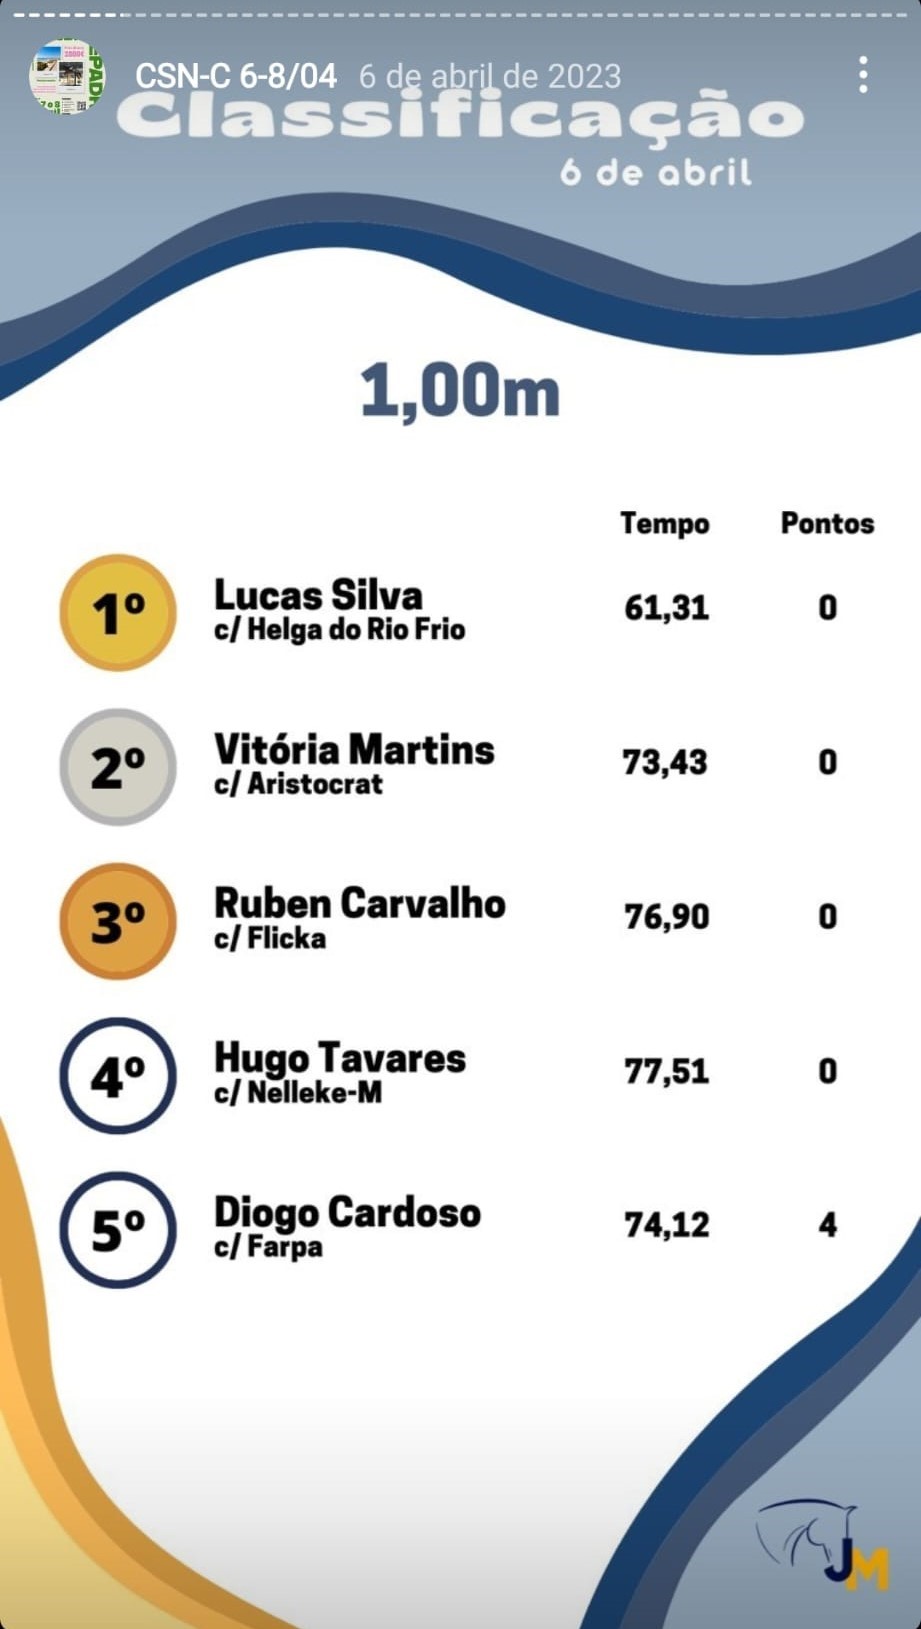 CSN-C 6-8/04 6 de abril de 2023
Classificação
6 de abril
1,00m
Tempo Pontos
1º Lucas Silva 61,31 0
c/ Helga do Rio Frio
2º Vitória Martins 73,43 0
c/ Aristocrat
3º Ruben Carvalho 76,90 0
c/ Flicka
4º Hugo Tavares 77,51 0
c/ Nelleke-M
5º Diogo Cardoso 74,12 4
c/ Farpa
JM